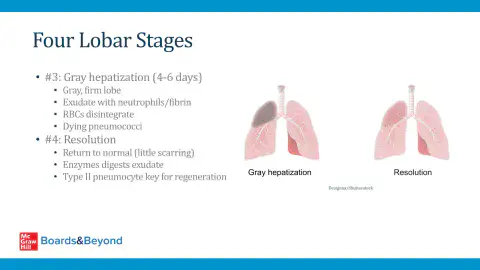 Four Lobar Stages
• #3: Gray hepatization (4-6 days)
• Gray, firm lobe
• Exudate with neutrophils/fibrin
• RBCs disintegrate
• Dying pneumococci
• #4: Resolution
• Return to normal (little scarring)
• Enzymes digests exudate
• Type II pneumocyte key for regeneration
Gray hepatization
Resolution
Mc
Graw
Hill
Boards&Beyond